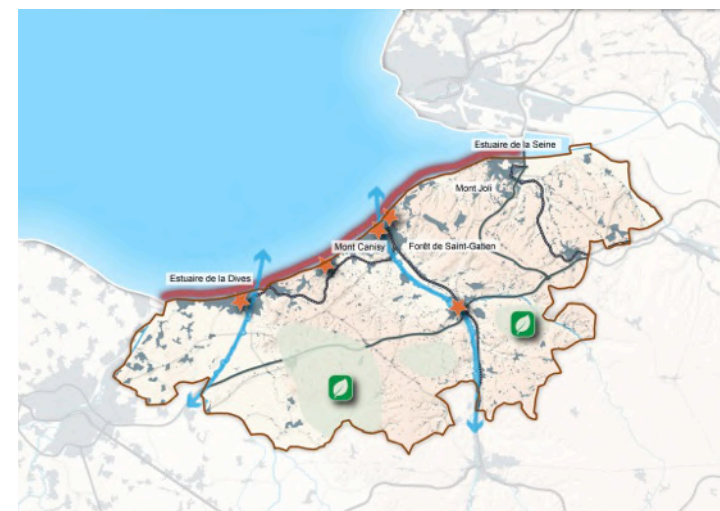 Estuaire de la Seine
Mont Joli
Mont Canisy
Forêt de Saint-Gatien
Estuaire de la Dives